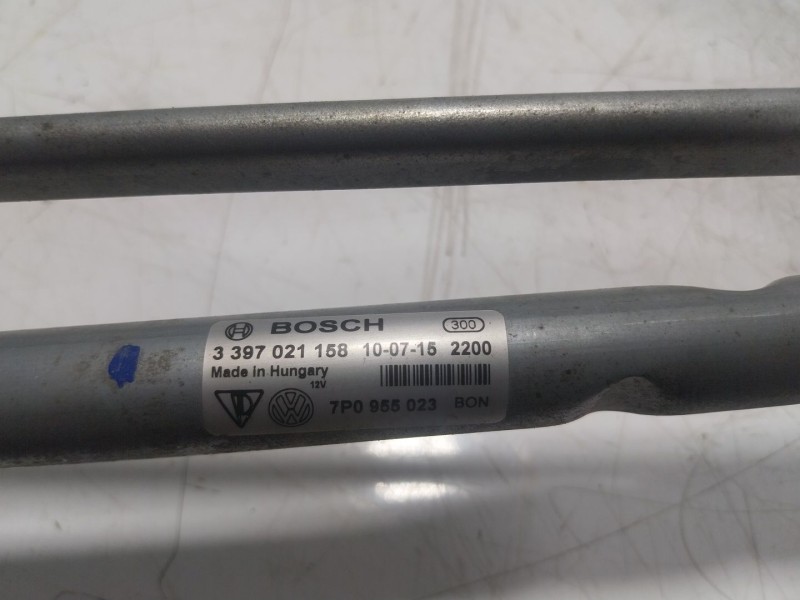 BOSCH 300
3 397 021 158 10-07-15 2200
Made in Hungary
12V
7P0 955 023 BON